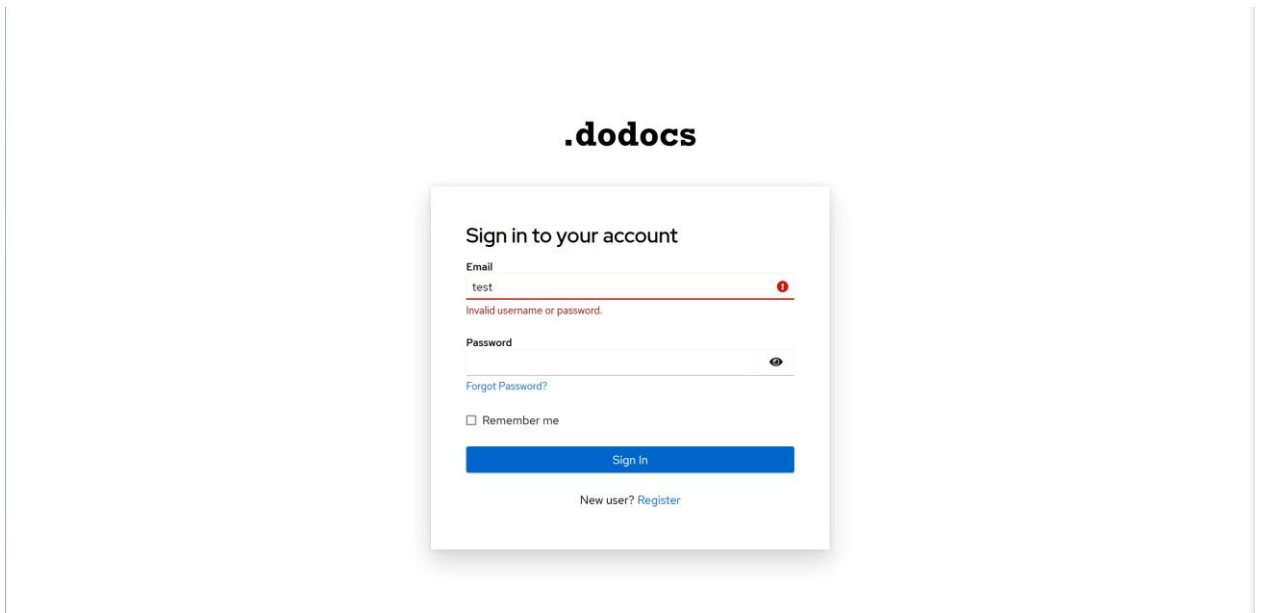 .dodocs
Sign in to your account
Email
test
Invalid username or password.
Password
Forgot Password?
Remember me
Sign In
New user? Register